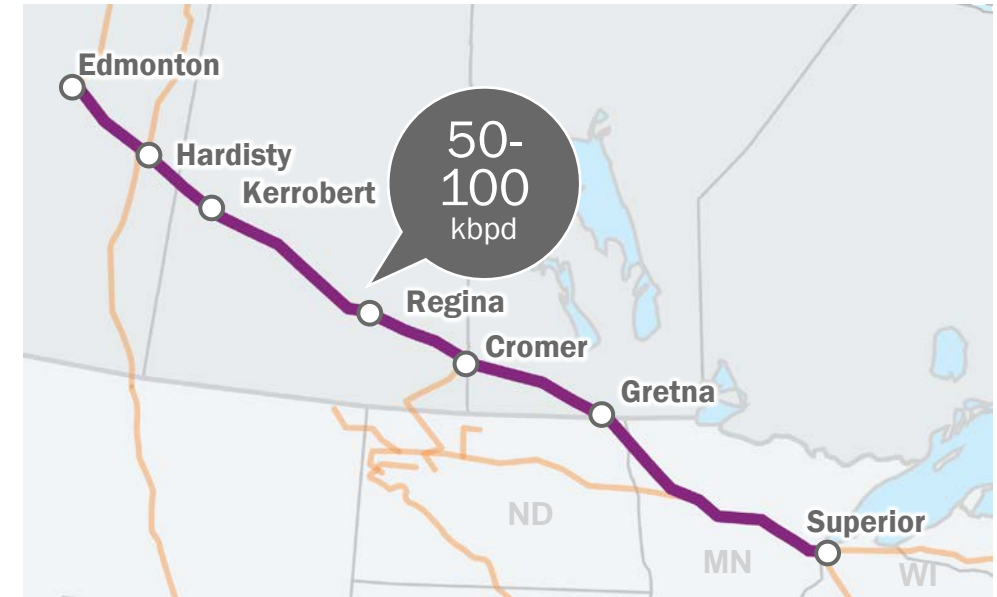 Edmonton
Hardisty
Kerrobert
50-
100
kbpd
Regina
Cromer
Gretna
ND
Superior
MN
WI